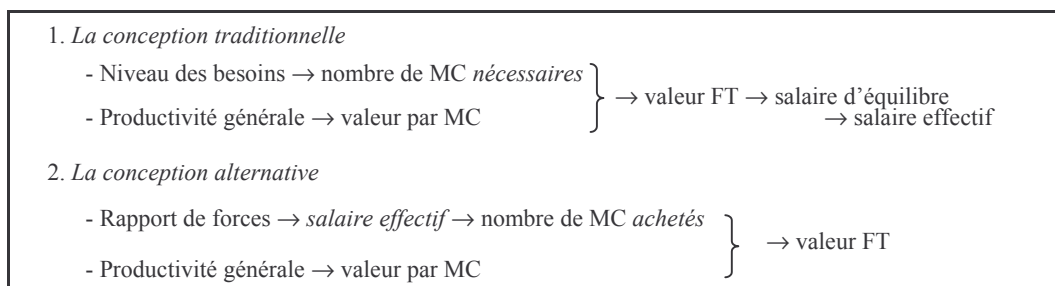 1. La conception traditionnelle
- Niveau des besoins → nombre de MC nécessaires
- Productivité générale → valeur par MC
→ valeur FT → salaire d’équilibre
→ salaire effectif
2. La conception alternative
- Rapport de forces → salaire effectif → nombre de MC achetés
- Productivité générale → valeur par MC
→ valeur FT